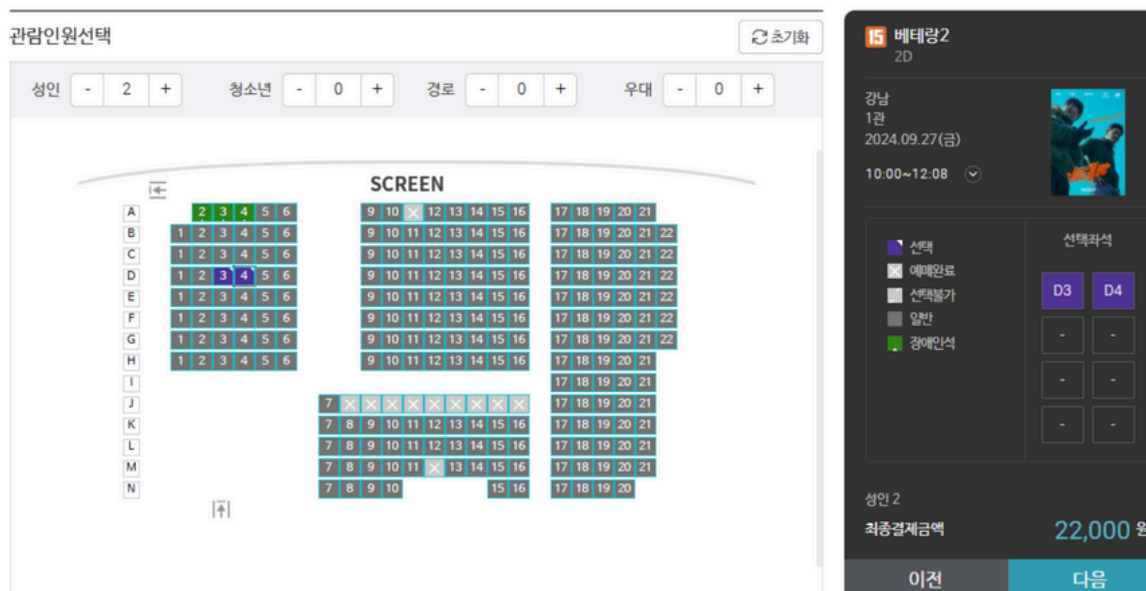 관람인원선택
초기화
성인 - 2 + 청소년 - 0 + 경로 - 0 + 우대 - 0 +
SCREEN
A 2 3 4 5 6 9 10 12 13 14 15 16 17 18 19 20 21
B 1 2 3 4 5 6 9 10 11 12 13 14 15 16 17 18 19 20 21 22
C 1 2 3 4 5 6 9 10 11 12 13 14 15 16 17 18 19 20 21 22
D 1 2 3 4 5 6 9 10 11 12 13 14 15 16 17 18 19 20 21 22
E 1 2 3 4 5 6 9 10 11 12 13 14 15 16 17 18 19 20 21 22
F 1 2 3 4 5 6 9 10 11 12 13 14 15 16 17 18 19 20 21 22
G 1 2 3 4 5 6 9 10 11 12 13 14 15 16 17 18 19 20 21 22
H 1 2 3 4 5 6 9 10 11 12 13 14 15 16 17 18 19 20 21
I 17 18 19 20 21
J 7 17 18 19 20 21
K 7 8 9 10 11 12 13 14 15 16 17 18 19 20 21
L 7 8 9 10 11 12 13 14 15 16 17 18 19 20 21
M 7 8 9 10 11 13 14 15 16 17 18 19 20 21
N 7 8 9 10 15 16 17 18 19 20
15 베테랑2
2D
강남
1관
2024.09.27(금)
10:00~12:08
선택
예매완료
선택불가
일반
장애인석
선택좌석
D3 D4
- -
- -
- -
성인 2
최종결제금액 22,000 원
이전 다음